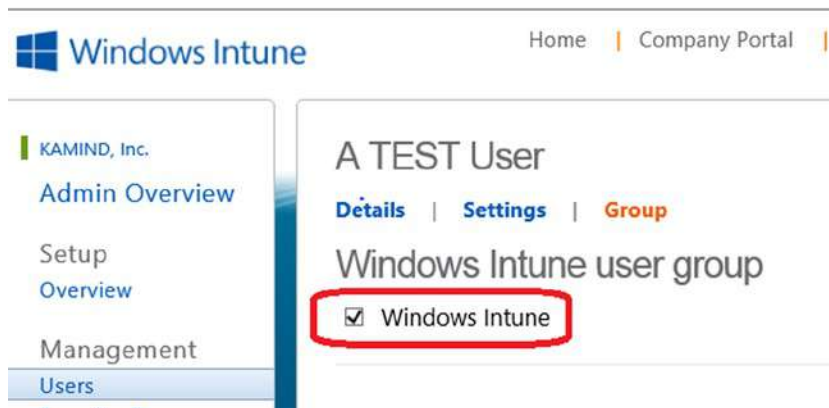 Windows Intune
Home | Company Portal |
KAMIND, Inc.
Admin Overview
Setup
Overview
Management
Users
A TEST User
Details | Settings | Group
Windows Intune user group
Windows Intune